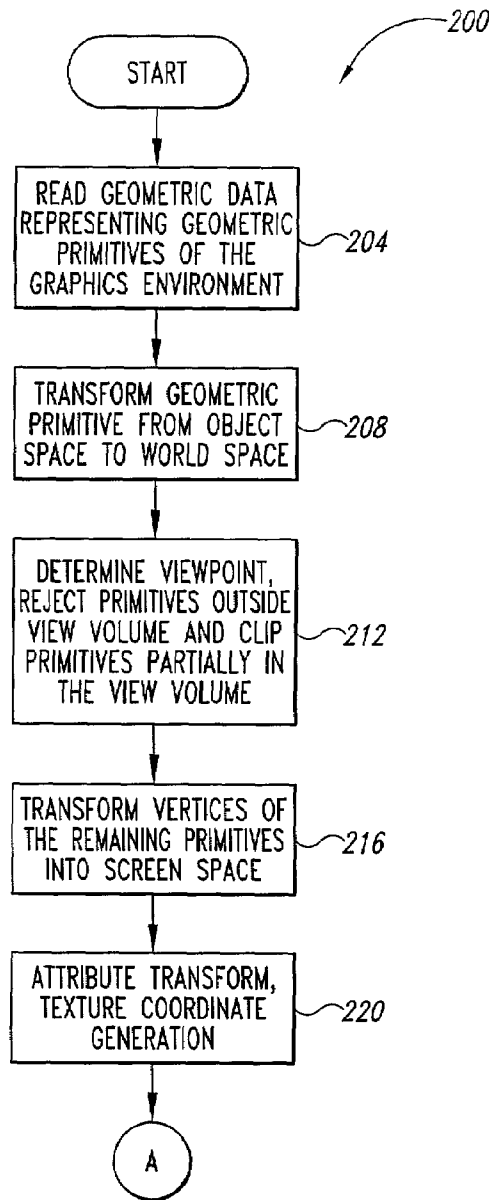 200
START
READ GEOMETRIC DATA
REPRESENTING GEOMETRIC
PRIMITIVES OF THE
GRAPHICS ENVIRONMENT
204
TRANSFORM GEOMETRIC
PRIMITIVE FROM OBJECT
SPACE TO WORLD SPACE
208
DETERMINE VIEWPOINT,
REJECT PRIMITIVES OUTSIDE
VIEW VOLUME AND CLIP
PRIMITIVES PARTIALLY IN
THE VIEW VOLUME
212
TRANSFORM VERTICES OF
THE REMAINING PRIMITIVES
INTO SCREEN SPACE
216
ATTRIBUTE TRANSFORM,
TEXTURE COORDINATE
GENERATION
220
A